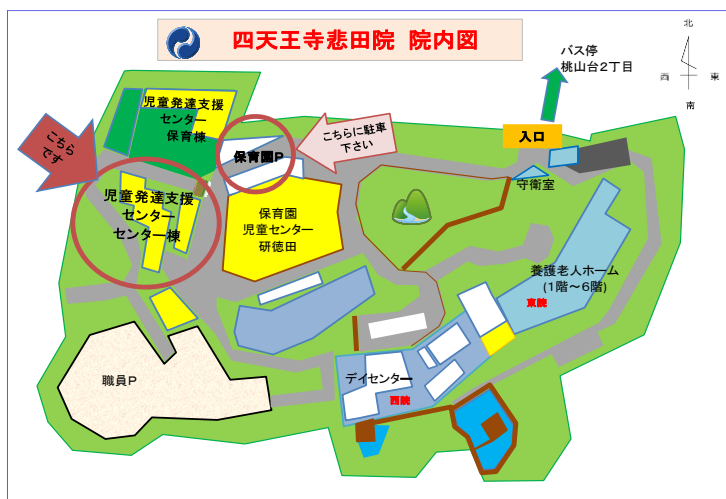 四天王寺悲田院 院内図
北
西
東
南
バス停
桃山台２丁目
入口
守衛室
児童発達支援
センター
保育棟
こちら
です
保育園Ｐ
こちらに駐車
下さい
児童発達支援
センター
センター棟
保育園
児童センター
研徳田
養護老人ホーム
(１階～６階)
東院
デイセンター
西院
職員Ｐ